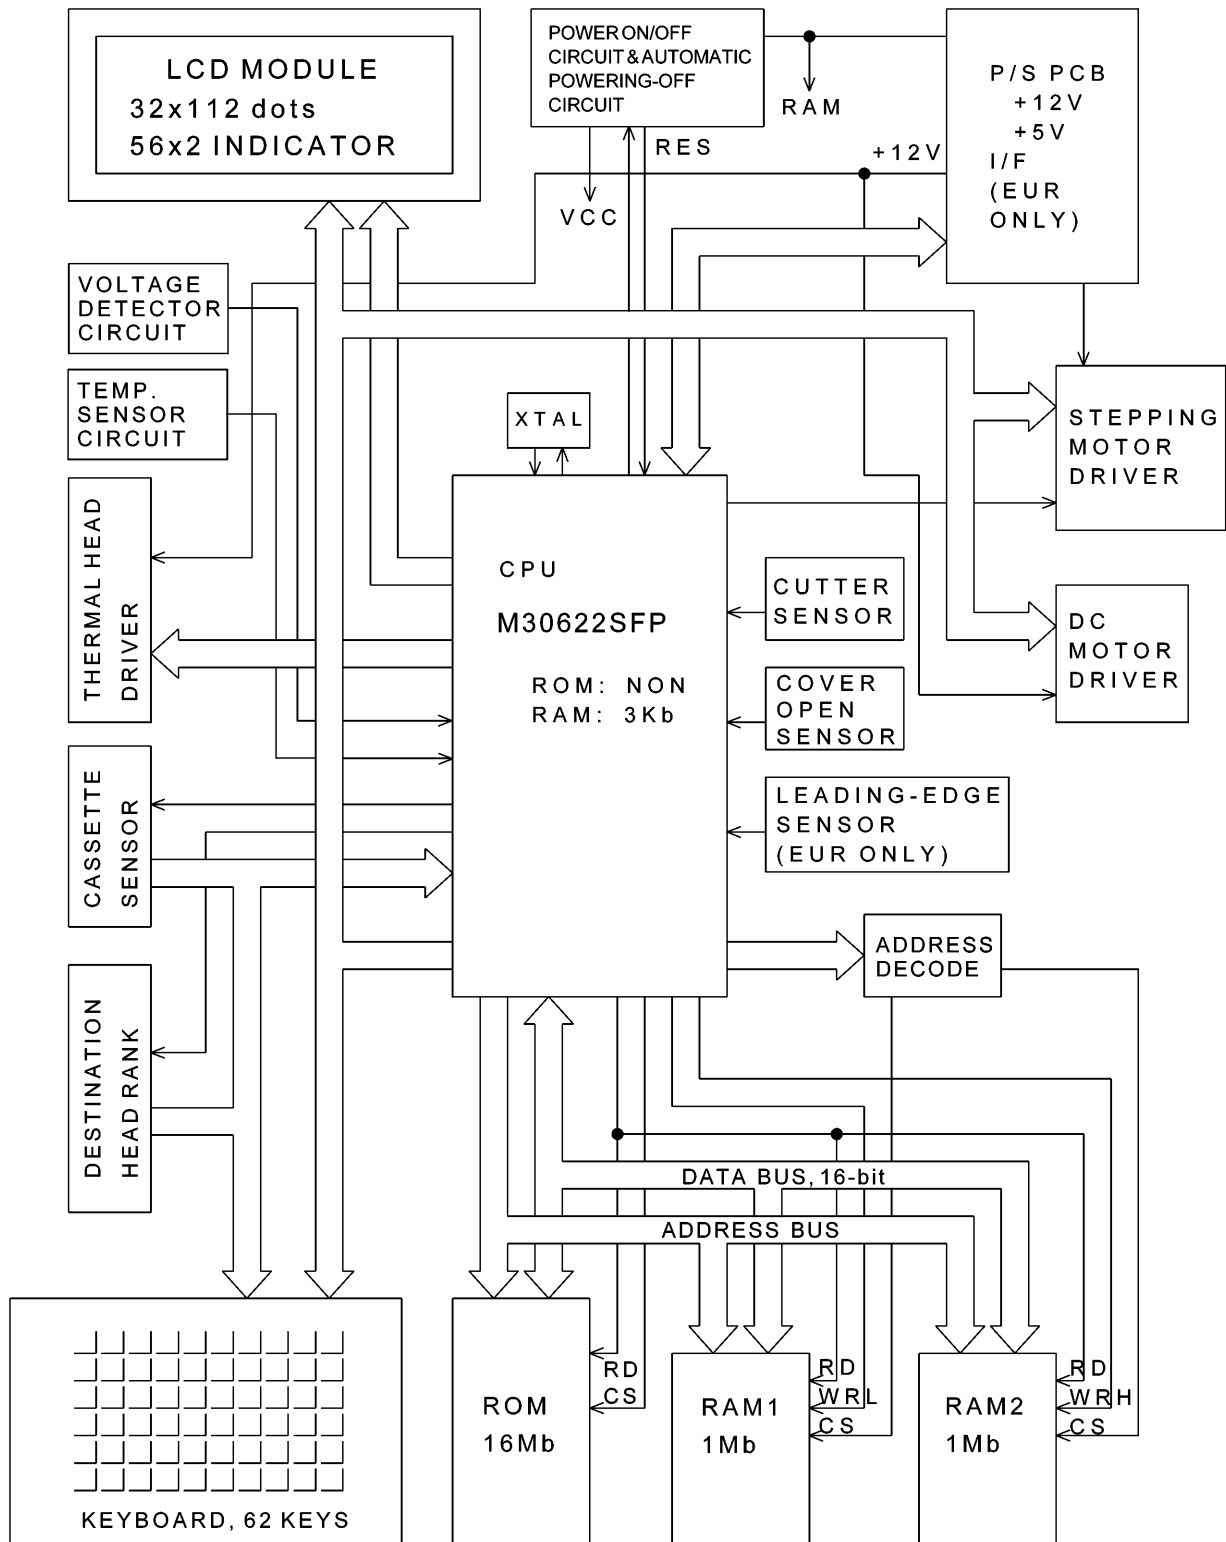 LCD MODULE
32x112 dots
56x2 INDICATOR
POWER ON/OFF
CIRCUIT & AUTOMATIC
POWERING-OFF
CIRCUIT
RAM
RES
VCC
+12V
P/S PCB
+12V
+5V
I/F
(EUR
ONLY)
VOLTAGE
DETECTOR
CIRCUIT
TEMP.
SENSOR
CIRCUIT
XTAL
STEPPING
MOTOR
DRIVER
THERMAL HEAD
DRIVER
CPU
M30622SFP
ROM: NON
RAM: 3Kb
CUTTER
SENSOR
DC
MOTOR
DRIVER
COVER
OPEN
SENSOR
CASSETTE
SENSOR
LEADING-EDGE
SENSOR
(EUR ONLY)
ADDRESS
DECODE
DESTINATION
HEAD RANK
DATA BUS, 16-bit
ADDRESS BUS
KEYBOARD, 62 KEYS
ROM
16Mb
RD
CS
RAM1
1Mb
RD
WRL
CS
RAM2
1Mb
RD
WRH
CS